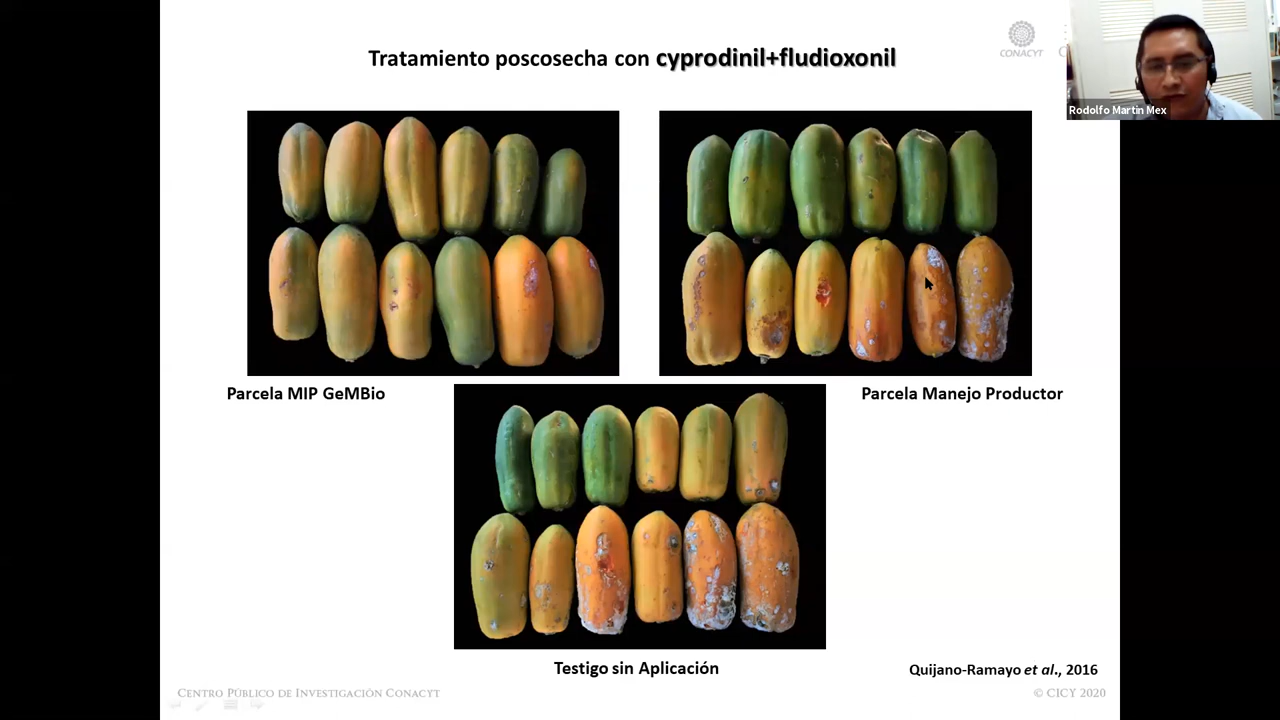 Tratamiento poscosecha con cyprodinil+fludioxonil
CONACYT
Rodolfo Martin Mex
Parcela MIP GeMBio
Parcela Manejo Productor
Testigo sin Aplicación
Quijano-Ramayo et al., 2016
CENTRO PÚBLICO DE INVESTIGACIÓN CONACYT
© CICY 2020